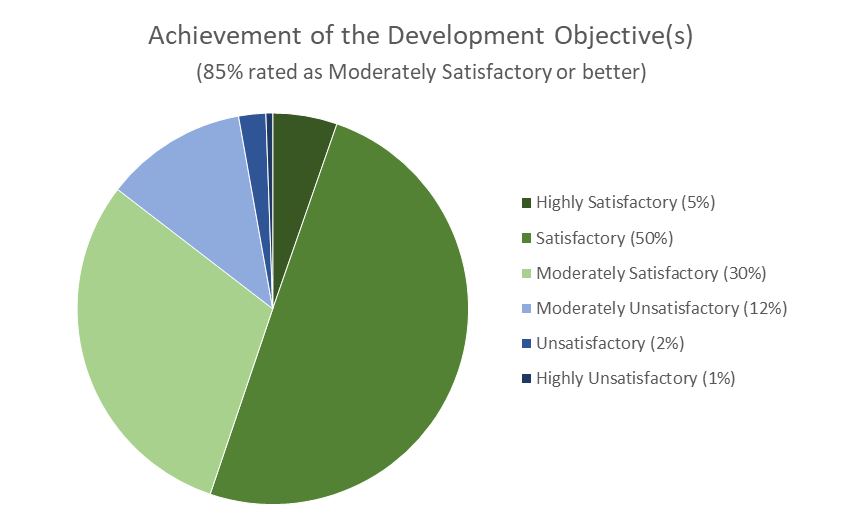 Achievement of the Development Objective(s)
(85% rated as Moderately Satisfactory or better)
Highly Satisfactory (5%)
Satisfactory (50%)
Moderately Satisfactory (30%)
Moderately Unsatisfactory (12%)
Unsatisfactory (2%)
Highly Unsatisfactory (1%)